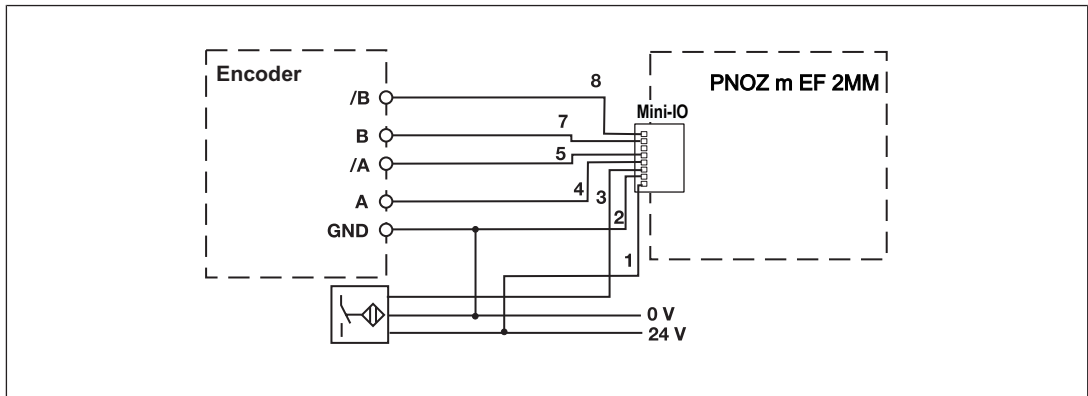 Encoder
PNOZ m EF 2MM
Mini-IO
/B
8
B
7
/A
5
A
4
3
GND
2
1
0 V
24 V